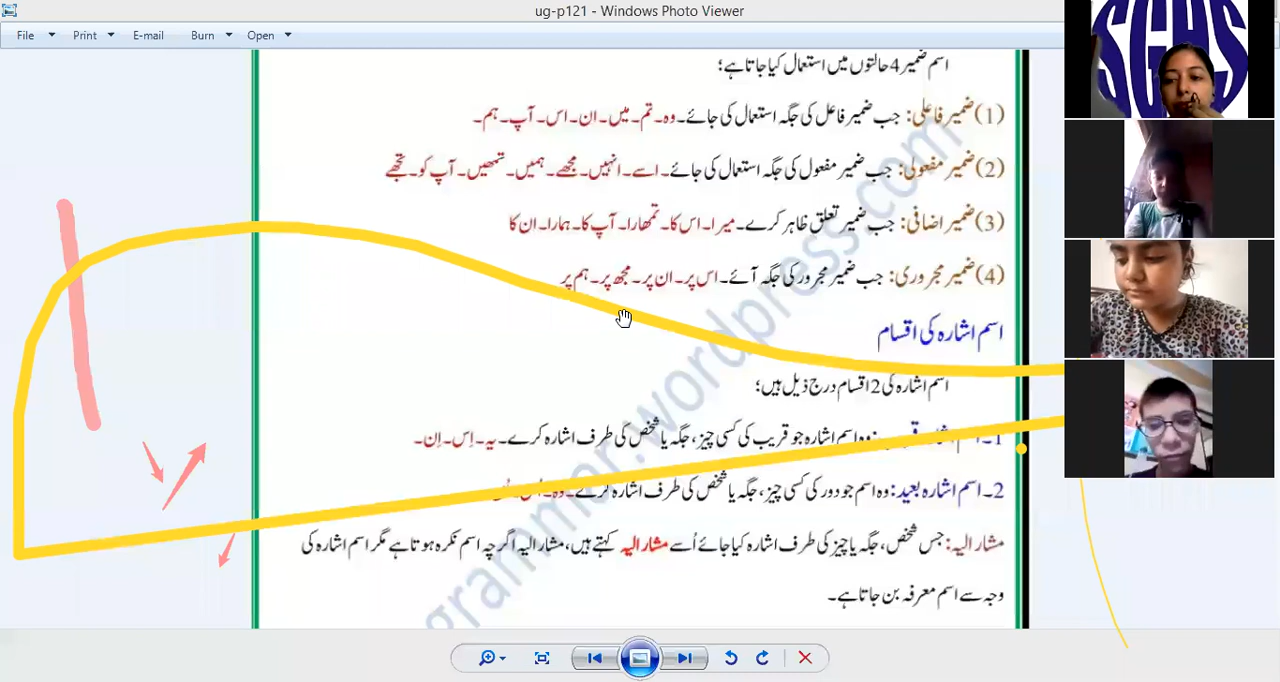 ug-p121 - Windows Photo Viewer
File Print E-mail Burn Open
SCHS
اسم ضمیر 4 حالتوں میں استعمال کیا جاتا ہے؛
(1) ضمیر فاعلی: جب ضمیر فاعل کی جگہ استعمال کی جائے۔ وہ۔ تم۔ میں۔ ان۔ اس۔ آپ۔ ہم۔
(2) ضمیر مفعولی: جب ضمیر مفعول کی جگہ استعمال کی جائے۔ اسے۔ انہیں۔ مجھے۔ ہمیں۔ تمھیں۔ آپ کو۔ تجھے
(3) ضمیر اضافی: جب ضمیر تعلق ظاہر کرے۔ میرا۔ اس کا۔ تمھارا۔ آپ کا۔ ہمارا۔ ان کا
(4) ضمیر مجروری: جب ضمیر مجرور کی جگہ آئے۔ اس پر۔ ان پر۔ مجھ پر۔ ہم پر
اسم اشارہ کی اقسام
اسم اشارہ کی 2 اقسام درج ذیل ہیں؛
1۔ اسم اشارہ وہ اسم اشارہ جو قریب کی کسی چیز، جگہ یا شخص کی طرف اشارہ کرے۔ یہ۔ اِس۔ اِن۔
2۔ اسم اشارہ بعید: وہ اسم جو دور کی کسی چیز، جگہ یا شخص کی طرف اشارہ کرے۔ وہ۔ اُس۔
مشار الیہ: جس شخص، جگہ یا چیز کی طرف اشارہ کیا جائے اُسے مشار الیہ کہتے ہیں، مشار الیہ اگرچہ اسم نکرہ ہوتا ہے مگر اسم اشارہ کی
وجہ سے اسم معرفہ بن جاتا ہے۔
grammor.wordpress.com